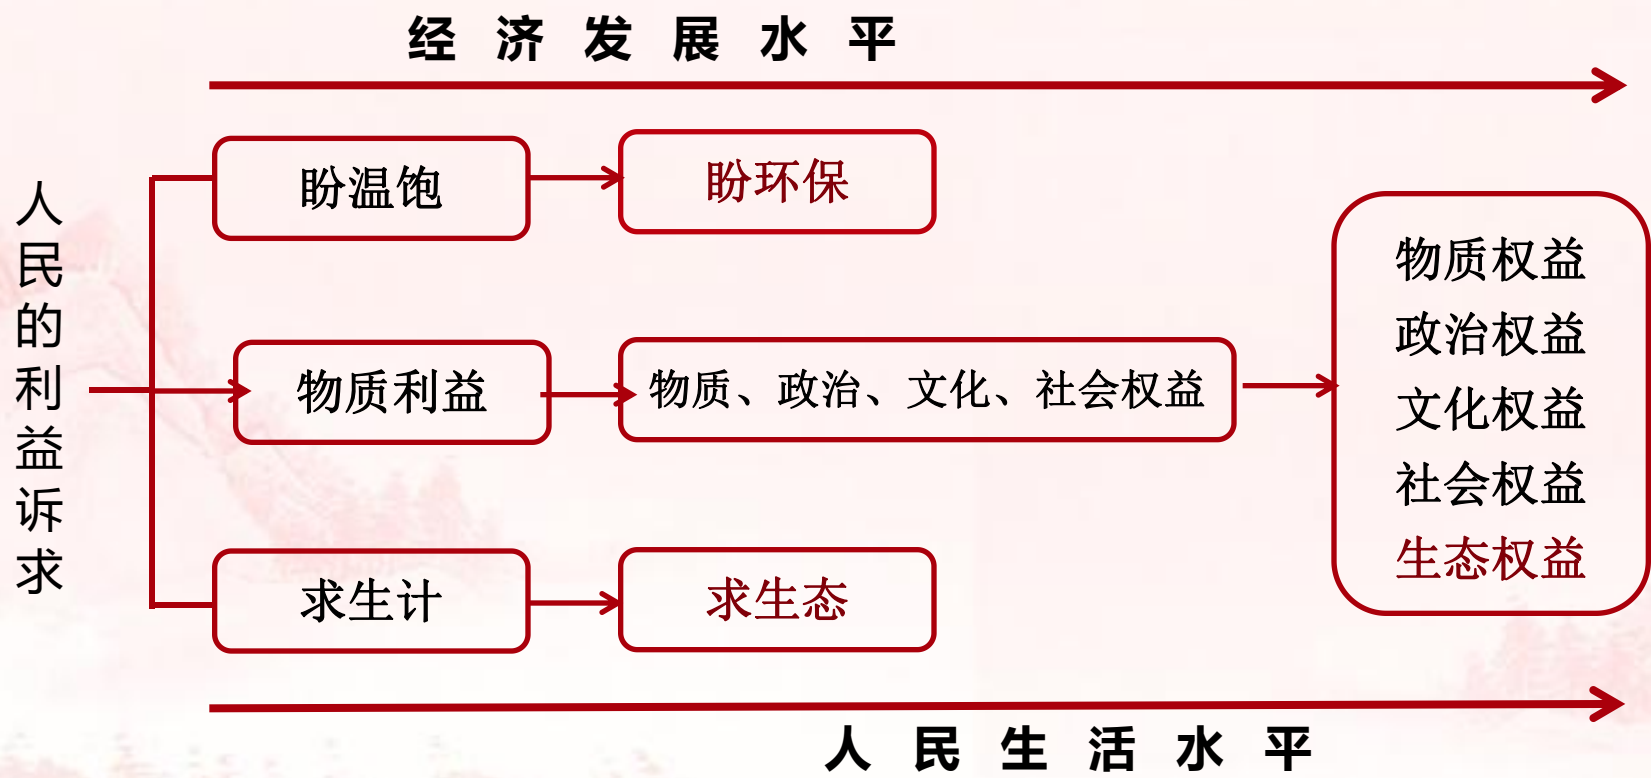 经济发展水平
人民的利益诉求
盼温饱
盼环保
物质利益
物质、政治、文化、社会权益
求生计
求生态
物质权益
政治权益
文化权益
社会权益
生态权益
人民生活水平